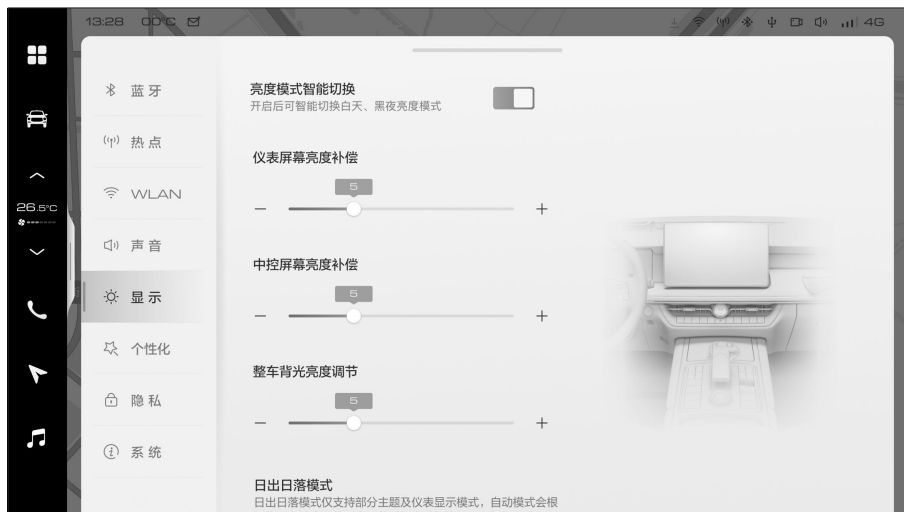 13:28 00°C
4G
26.5°C
蓝牙
热点
WLAN
声音
显示
个性化
隐私
系统
亮度模式智能切换
开启后可智能切换白天、黑夜亮度模式
仪表屏幕亮度补偿
5
中控屏幕亮度补偿
5
整车背光亮度调节
5
日出日落模式
日出日落模式仅支持部分主题及仪表显示模式，自动模式会根